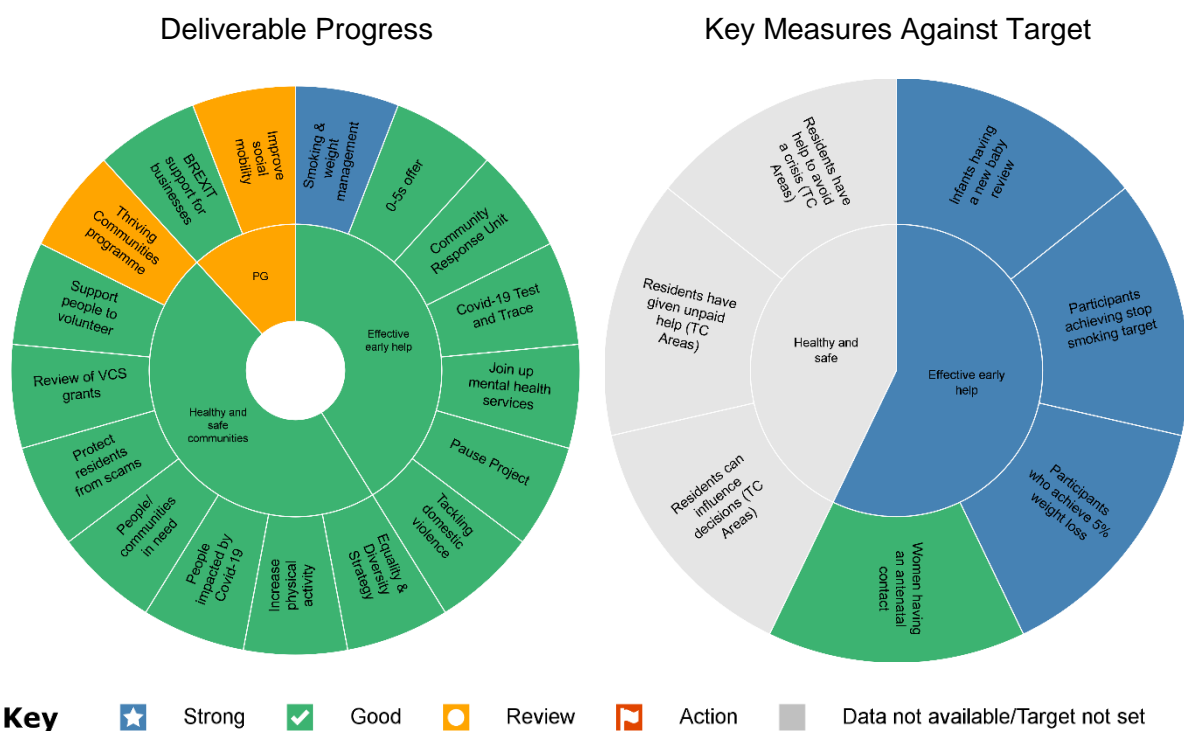 Deliverable Progress
Key Measures Against Target
Improve
social
mobility
Smoking &
weight
management
0-5s offer
Community
Response Unit
Covid-19 Test
and Trace
Join up
mental health
services
Pause Project
Tackling
domestic
violence
Equality &
Diversity
Strategy
Increase
physical
activity
People
impacted by
Covid-19
People/
communities
in need
Protect
residents
from scams
Review of VCS
grants
Support
people to
volunteer
Thriving
Communities
programme
BREXIT
support for
businesses
PG
Effective
early help
Healthy and
safe
communities
Residents have
help to avoid
a crisis (TC
Areas)
Infants having
a new baby
review
Participants
achieving stop
smoking target
Participants
who achieve 5%
weight loss
Women having
an antenatal
contact
Residents can
influence
decisions (TC
Areas)
Residents have
given unpaid
help (TC
Areas)
Healthy and
safe
Effective early
help
Key
Strong
Good
Review
Action
Data not available/Target not set